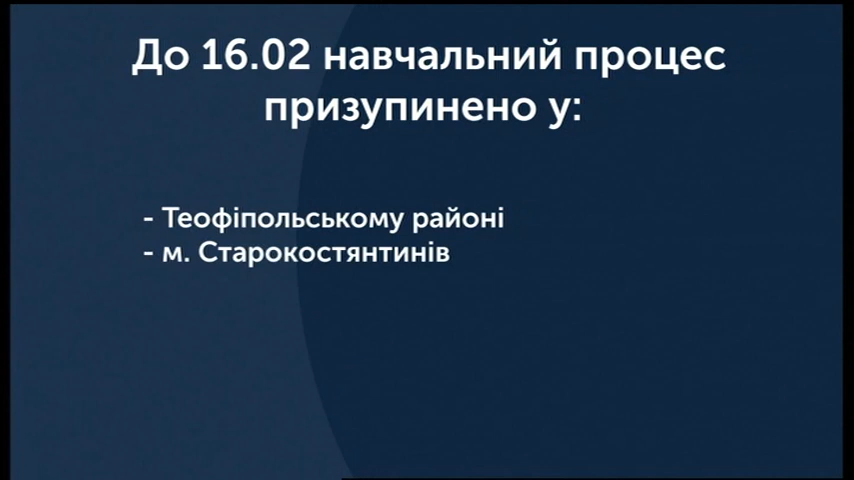 До 16.02 навчальний процес
призупинено у:
- Теофіпольському районі
- м. Старокостянтинів